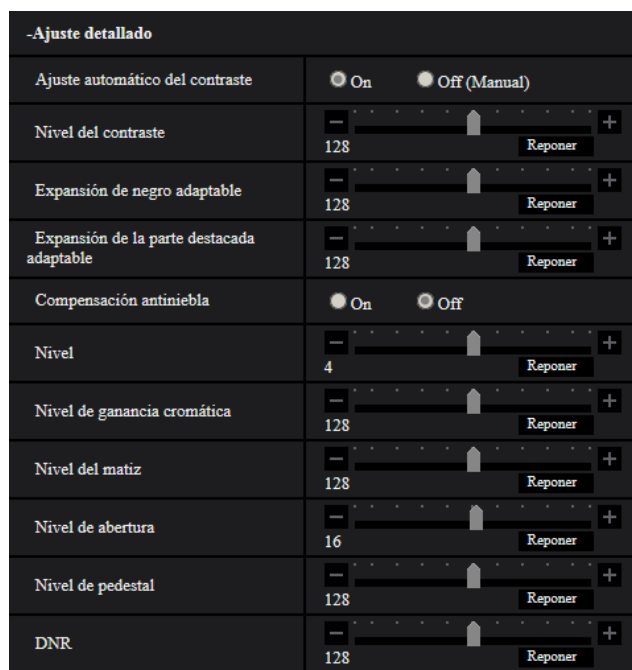 -Ajuste detallado
Ajuste automático del contraste
On Off (Manual)
Nivel del contraste
128 Reponer
Expansión de negro adaptable
128 Reponer
Expansión de la parte destacada
adaptable
128 Reponer
Compensación antiniebla
On Off
Nivel
4 Reponer
Nivel de ganancia cromática
128 Reponer
Nivel del matiz
128 Reponer
Nivel de abertura
16 Reponer
Nivel de pedestal
128 Reponer
DNR
128 Reponer